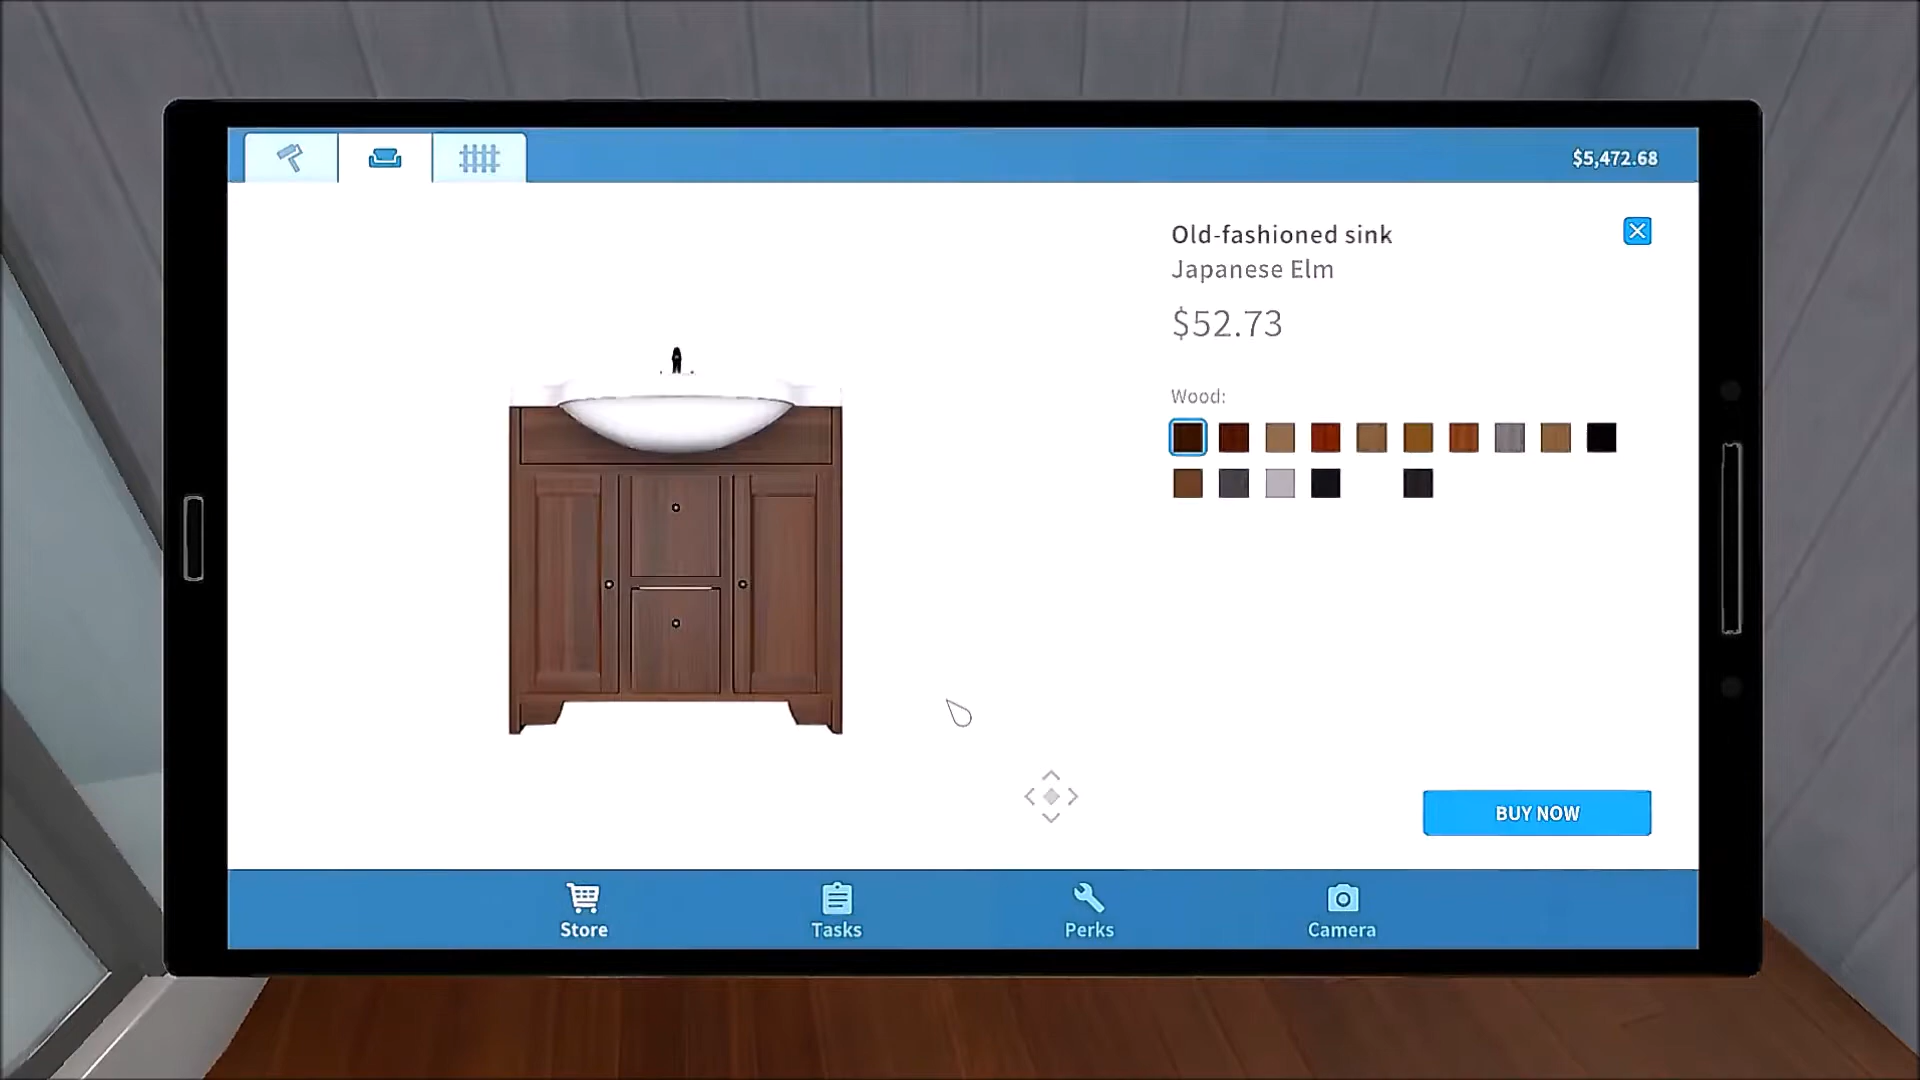 $5,472.68
Old-fashioned sink
Japanese Elm
$52.73
Wood:
BUY NOW
Store
Tasks
Perks
Camera